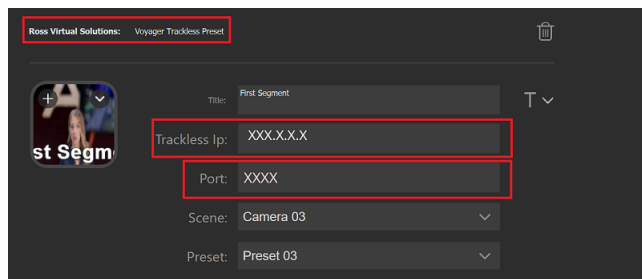 Ross Virtual Solutions: Voyager Trackless Preset
Title: First Segment
T
st Segm
Trackless Ip: XXX.X.X.X
Port: XXXX
Scene: Camera 03
Preset: Preset 03